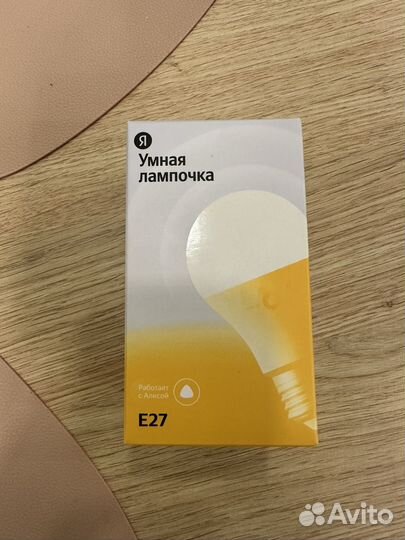 Я
Умная
лампочка
Работает
с Алисой
E27
Avito